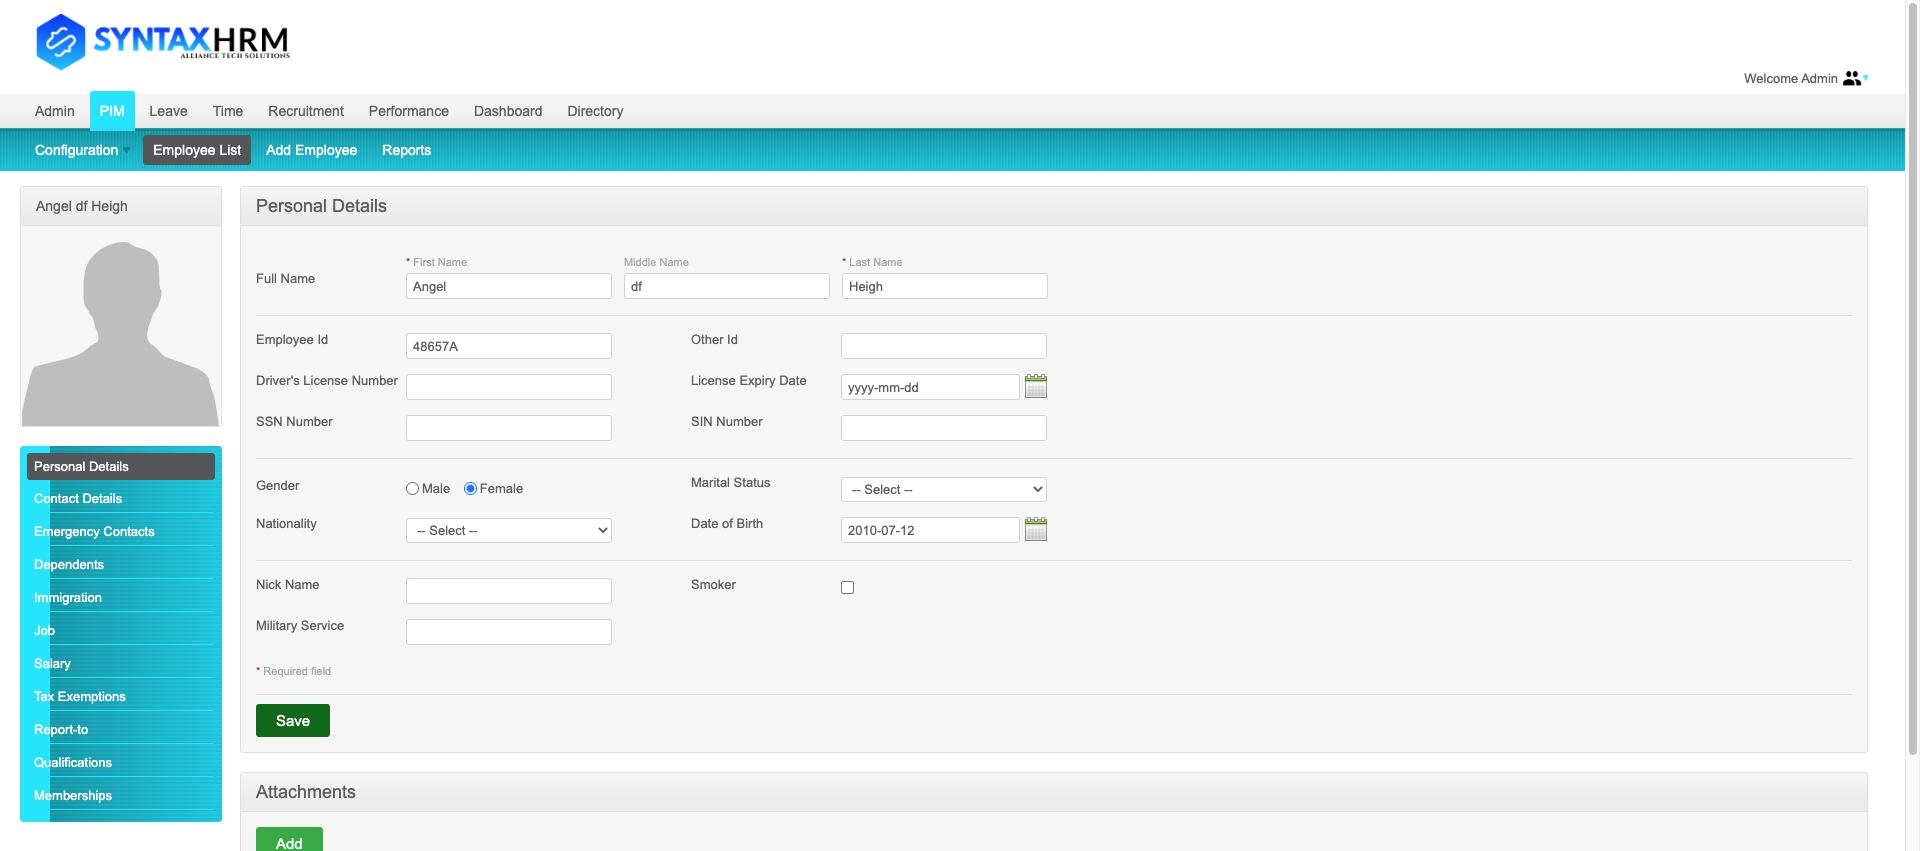 SYNTAXHRM
ALLIANCE TECH SOLUTIONS
Welcome Admin
Admin PIM Leave Time Recruitment Performance Dashboard Directory
Configuration Employee List Add Employee Reports
Angel df Heigh
Personal Details
Contact Details
Emergency Contacts
Dependents
Immigration
Job
Salary
Tax Exemptions
Report-to
Qualifications
Memberships
Personal Details
* First Name Middle Name * Last Name
Full Name Angel df Heigh
Employee Id 48657A Other Id
Driver's License Number License Expiry Date yyyy-mm-dd
SSN Number SIN Number
Gender Male Female Marital Status -- Select --
Nationality -- Select -- Date of Birth 2010-07-12
Nick Name Smoker
Military Service
* Required field
Save
Attachments
Add